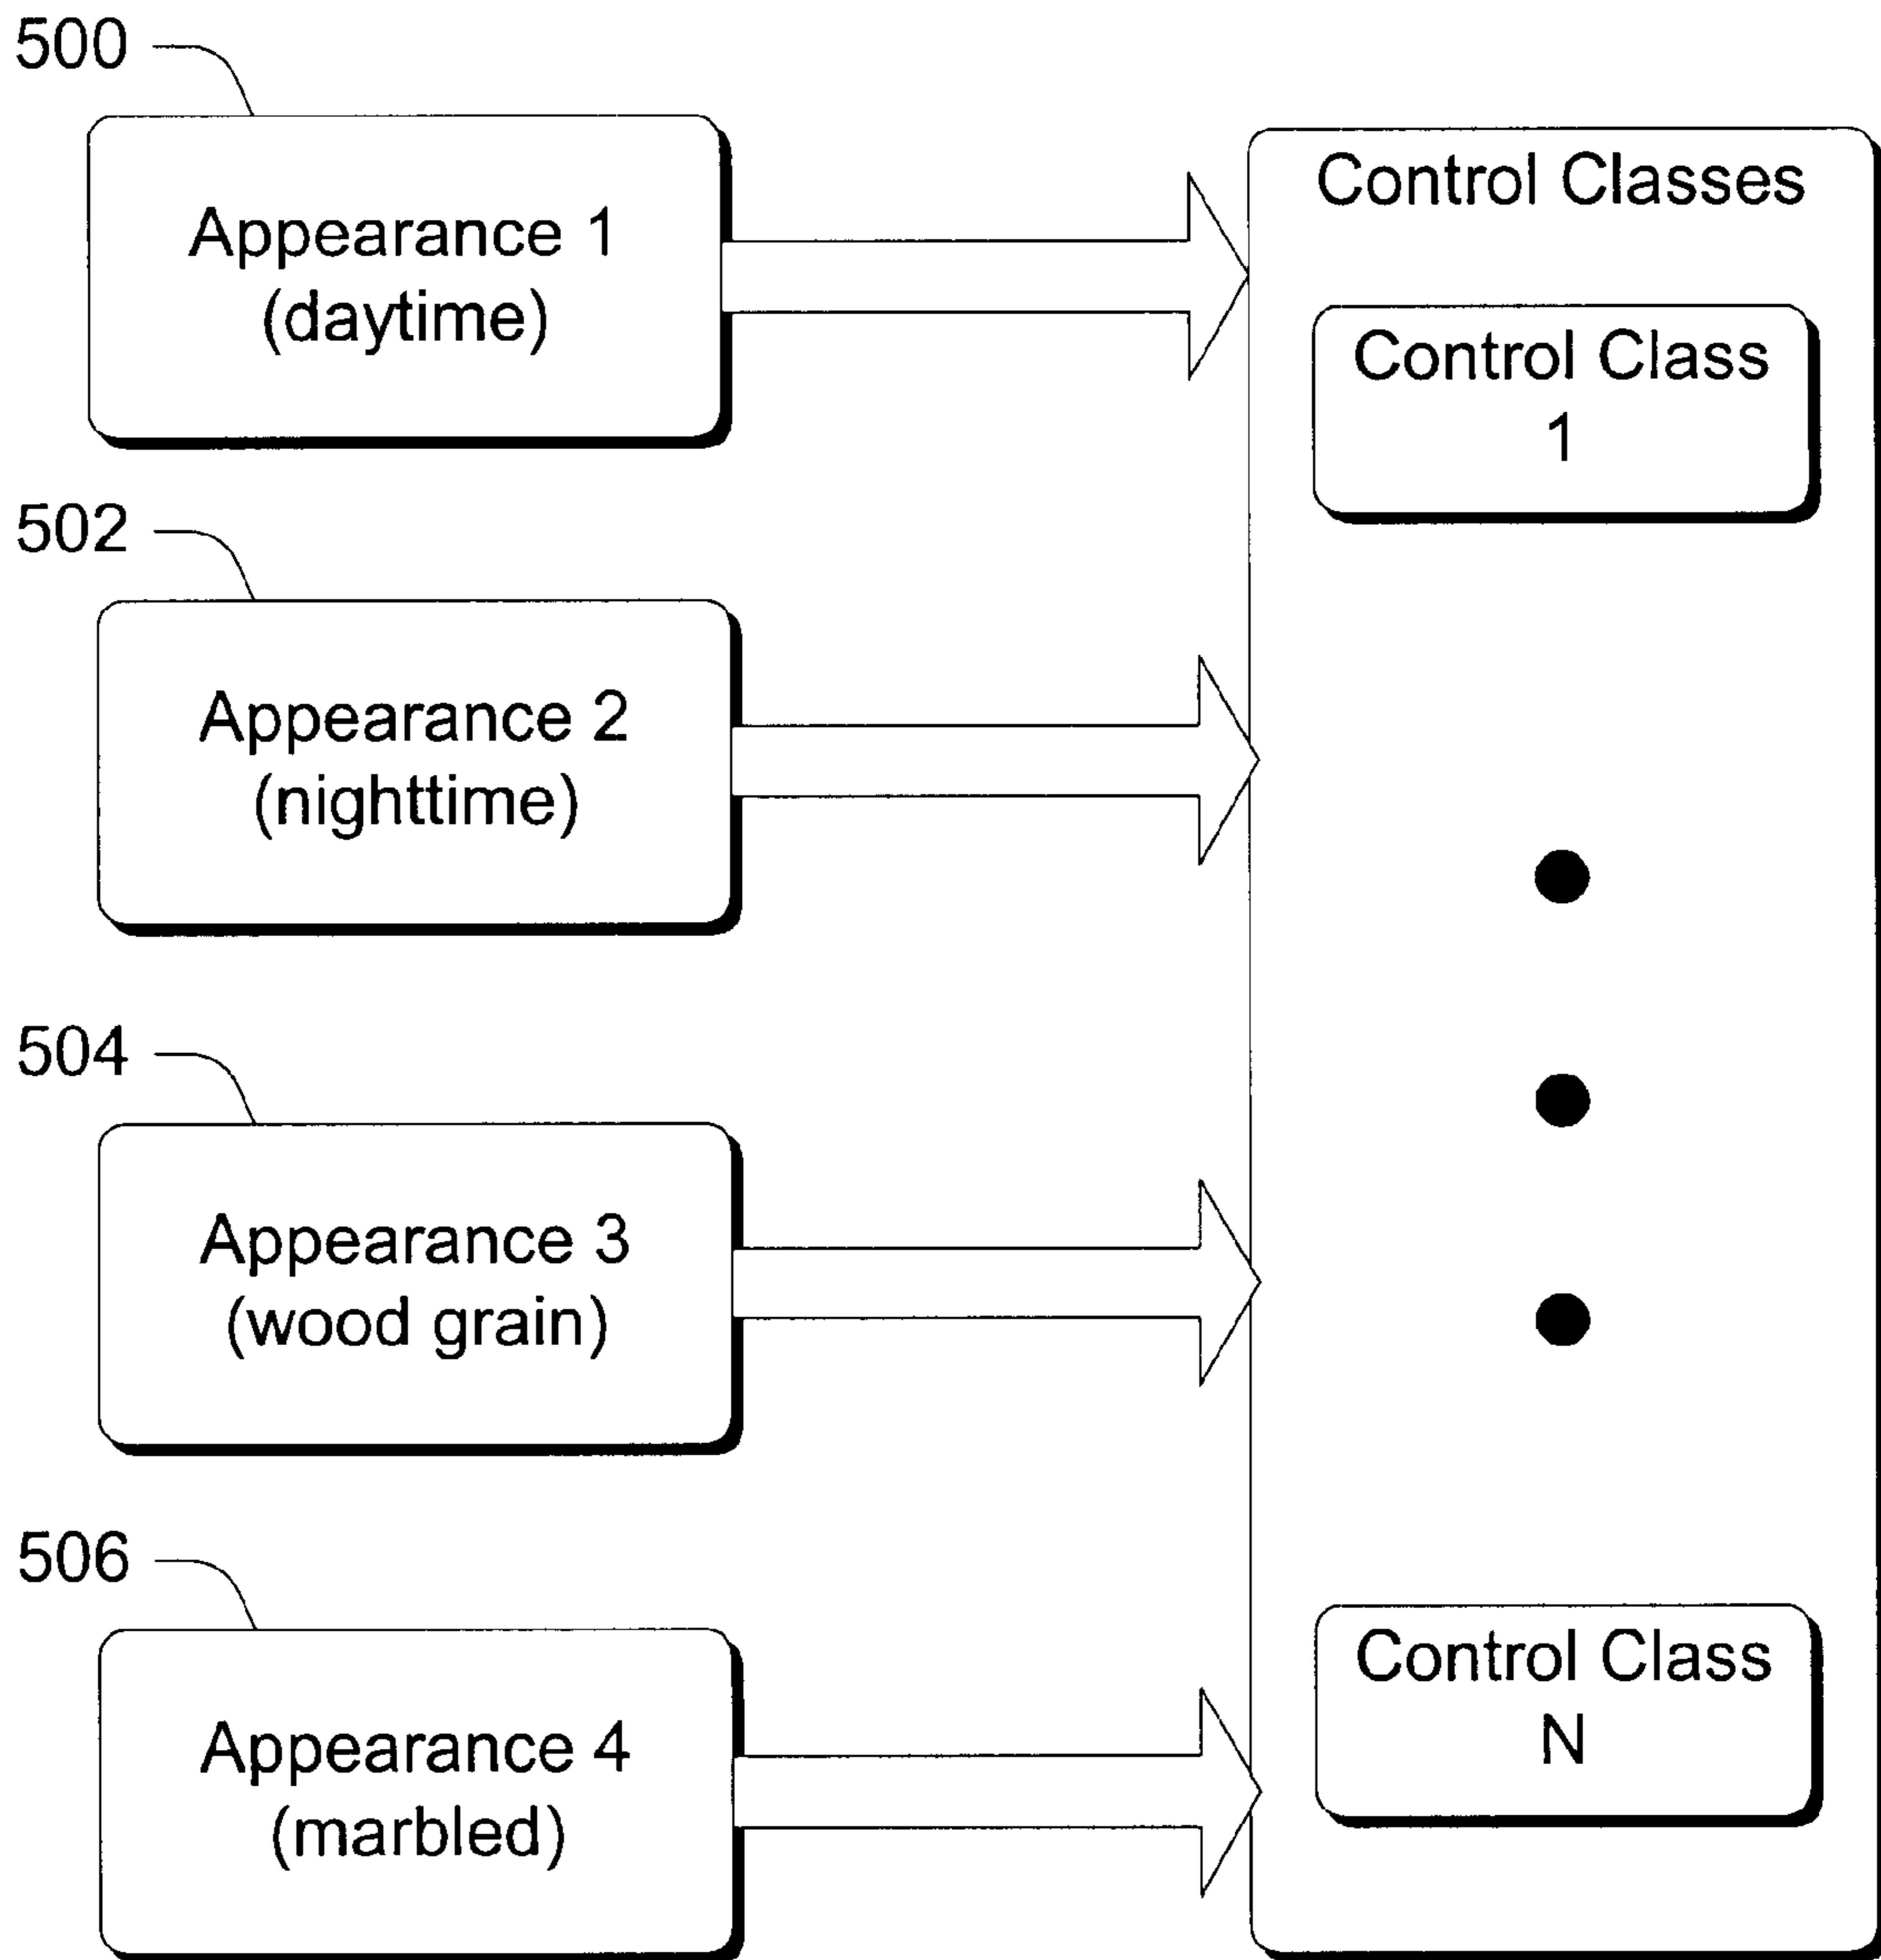 500
Appearance 1
(daytime)
502
Appearance 2
(nighttime)
504
Appearance 3
(wood grain)
506
Appearance 4
(marbled)
Control Classes
Control Class
1
Control Class
N